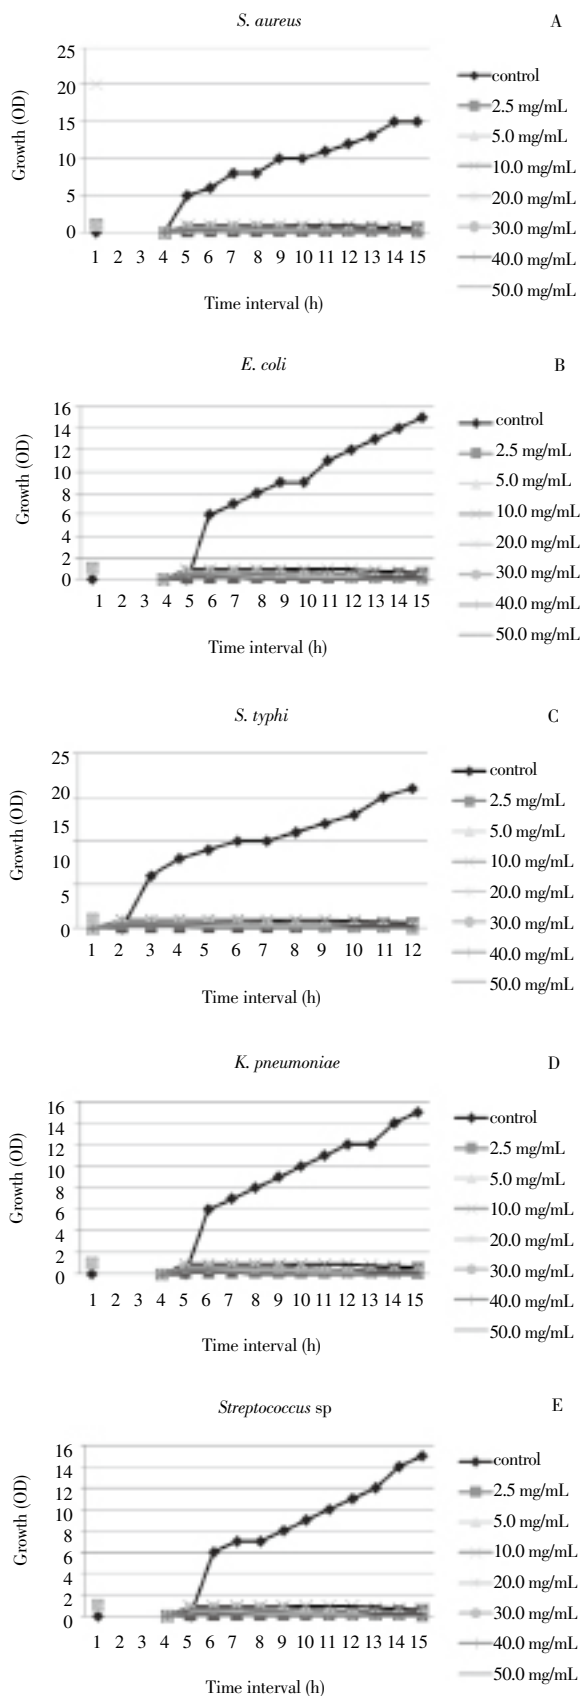 S. aureus A
25
20
15
10
5
0
Growth (OD)
1 2 3 4 5 6 7 8 9 10 11 12 13 14 15
Time interval (h)
control
2.5 mg/mL
5.0 mg/mL
10.0 mg/mL
20.0 mg/mL
30.0 mg/mL
40.0 mg/mL
50.0 mg/mL
E. coli B
16
14
12
10
8
6
4
2
0
Growth (OD)
1 2 3 4 5 6 7 8 9 10 11 12 13 14 15
Time interval (h)
control
2.5 mg/mL
5.0 mg/mL
10.0 mg/mL
20.0 mg/mL
30.0 mg/mL
40.0 mg/mL
50.0 mg/mL
S. typhi C
25
20
15
10
5
0
Growth (OD)
1 2 3 4 5 6 7 8 9 10 11 12
Time interval (h)
control
2.5 mg/mL
5.0 mg/mL
10.0 mg/mL
20.0 mg/mL
30.0 mg/mL
40.0 mg/mL
50.0 mg/mL
K. pneumoniae D
16
14
12
10
8
6
4
2
0
Growth (OD)
1 2 3 4 5 6 7 8 9 10 11 12 13 14 15
Time interval (h)
control
2.5 mg/mL
5.0 mg/mL
10.0 mg/mL
20.0 mg/mL
30.0 mg/mL
40.0 mg/mL
50.0 mg/mL
Streptococcus sp E
16
14
12
10
8
6
4
2
0
Growth (OD)
1 2 3 4 5 6 7 8 9 10 11 12 13 14 15
Time interval (h)
control
2.5 mg/mL
5.0 mg/mL
10.0 mg/mL
20.0 mg/mL
30.0 mg/mL
40.0 mg/mL
50.0 mg/mL